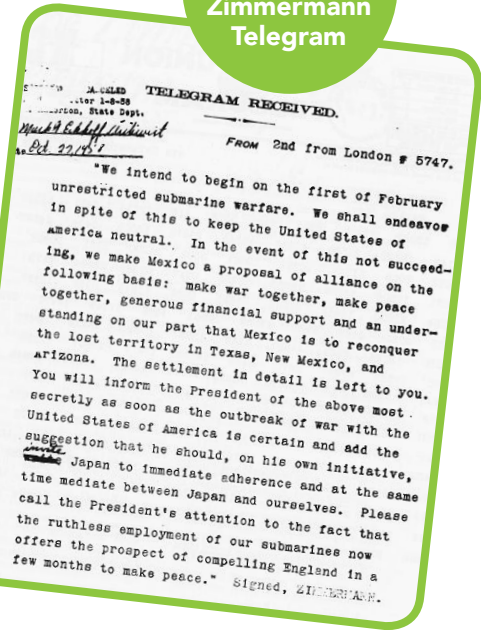 Zimmermann
Telegram
CANCELED
1-8-58
State Dept.
TELEGRAM RECEIVED.
FROM 2nd from London # 5747.
"We intend to begin on the first of February
unrestricted submarine warfare. We shall endeavor
in spite of this to keep the United States of
America neutral. In the event of this not succeed-
ing, we make Mexico a proposal of alliance on the
following basis: make war together, make peace
together, generous financial support and an under-
standing on our part that Mexico is to reconquer
the lost territory in Texas, New Mexico, and
Arizona. The settlement in detail is left to you.
You will inform the President of the above most
secretly as soon as the outbreak of war with the
United States of America is certain and add the
suggestion that he should, on his own initiative,
invite Japan to immediate adherence and at the same
time mediate between Japan and ourselves. Please
call the President's attention to the fact that
the ruthless employment of our submarines now
offers the prospect of compelling England in a
few months to make peace." Signed, ZIMMERMANN.